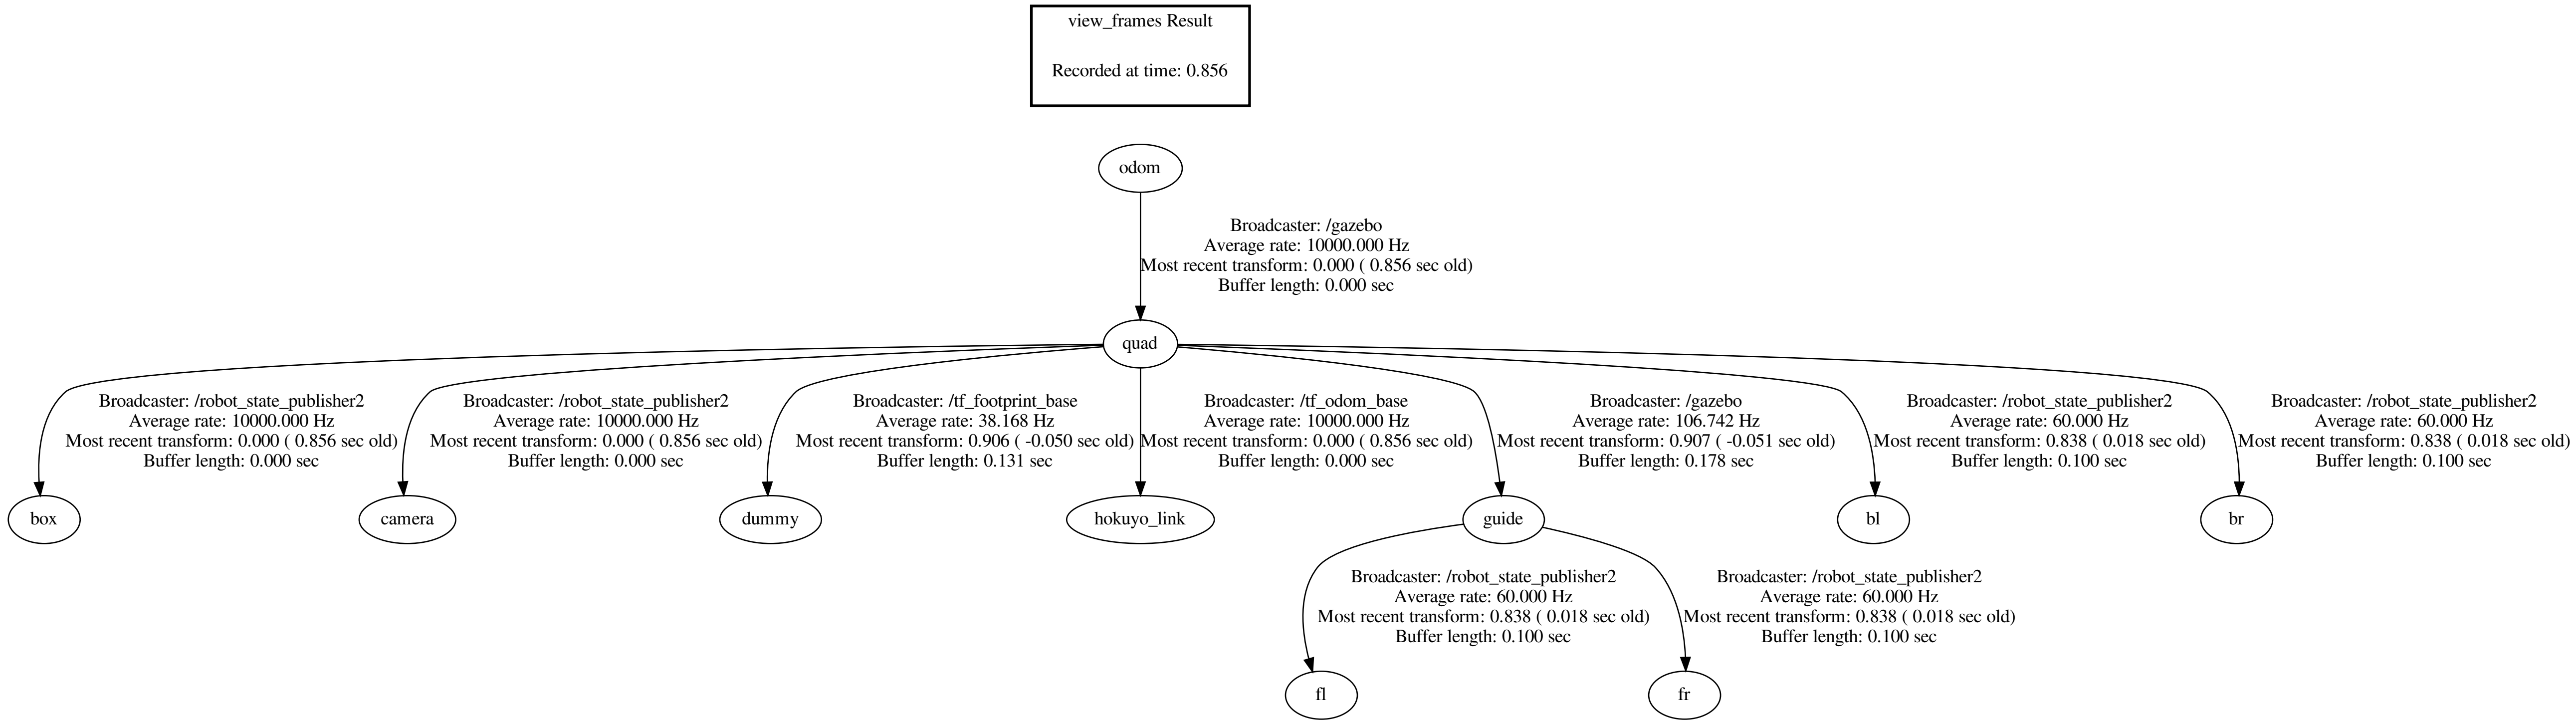 view_frames Result
Recorded at time: 0.856
odom
Broadcaster: /gazebo
Average rate: 10000.000 Hz
Most recent transform: 0.000 ( 0.856 sec old)
Buffer length: 0.000 sec
quad
Broadcaster: /robot_state_publisher2
Average rate: 10000.000 Hz
Most recent transform: 0.000 ( 0.856 sec old)
Buffer length: 0.000 sec
Broadcaster: /robot_state_publisher2
Average rate: 10000.000 Hz
Most recent transform: 0.000 ( 0.856 sec old)
Buffer length: 0.000 sec
Broadcaster: /tf_footprint_base
Average rate: 38.168 Hz
Most recent transform: 0.906 ( -0.050 sec old)
Buffer length: 0.131 sec
Broadcaster: /tf_odom_base
Average rate: 10000.000 Hz
Most recent transform: 0.000 ( 0.856 sec old)
Buffer length: 0.000 sec
Broadcaster: /gazebo
Average rate: 106.742 Hz
Most recent transform: 0.907 ( -0.051 sec old)
Buffer length: 0.178 sec
Broadcaster: /robot_state_publisher2
Average rate: 60.000 Hz
Most recent transform: 0.838 ( 0.018 sec old)
Buffer length: 0.100 sec
Broadcaster: /robot_state_publisher2
Average rate: 60.000 Hz
Most recent transform: 0.838 ( 0.018 sec old)
Buffer length: 0.100 sec
box
camera
dummy
hokuyo_link
guide
bl
br
Broadcaster: /robot_state_publisher2
Average rate: 60.000 Hz
Most recent transform: 0.838 ( 0.018 sec old)
Buffer length: 0.100 sec
Broadcaster: /robot_state_publisher2
Average rate: 60.000 Hz
Most recent transform: 0.838 ( 0.018 sec old)
Buffer length: 0.100 sec
fl
fr